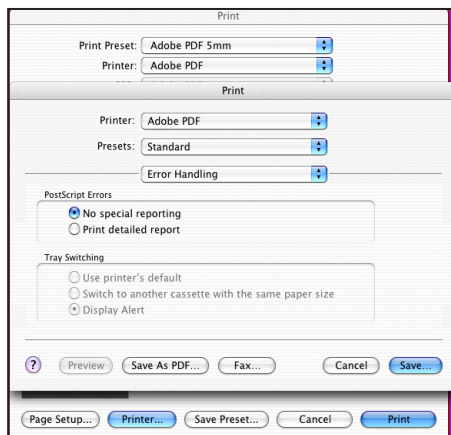 Print
Print Preset: Adobe PDF 5mm
Printer: Adobe PDF
Print
Printer: Adobe PDF
Presets: Standard
Error Handling
PostScript Errors
No special reporting
Print detailed report
Tray Switching
Use printer's default
Switch to another cassette with the same paper size
Display Alert
? Preview Save As PDF... Fax... Cancel Save...
Page Setup... Printer... Save Preset... Cancel Print